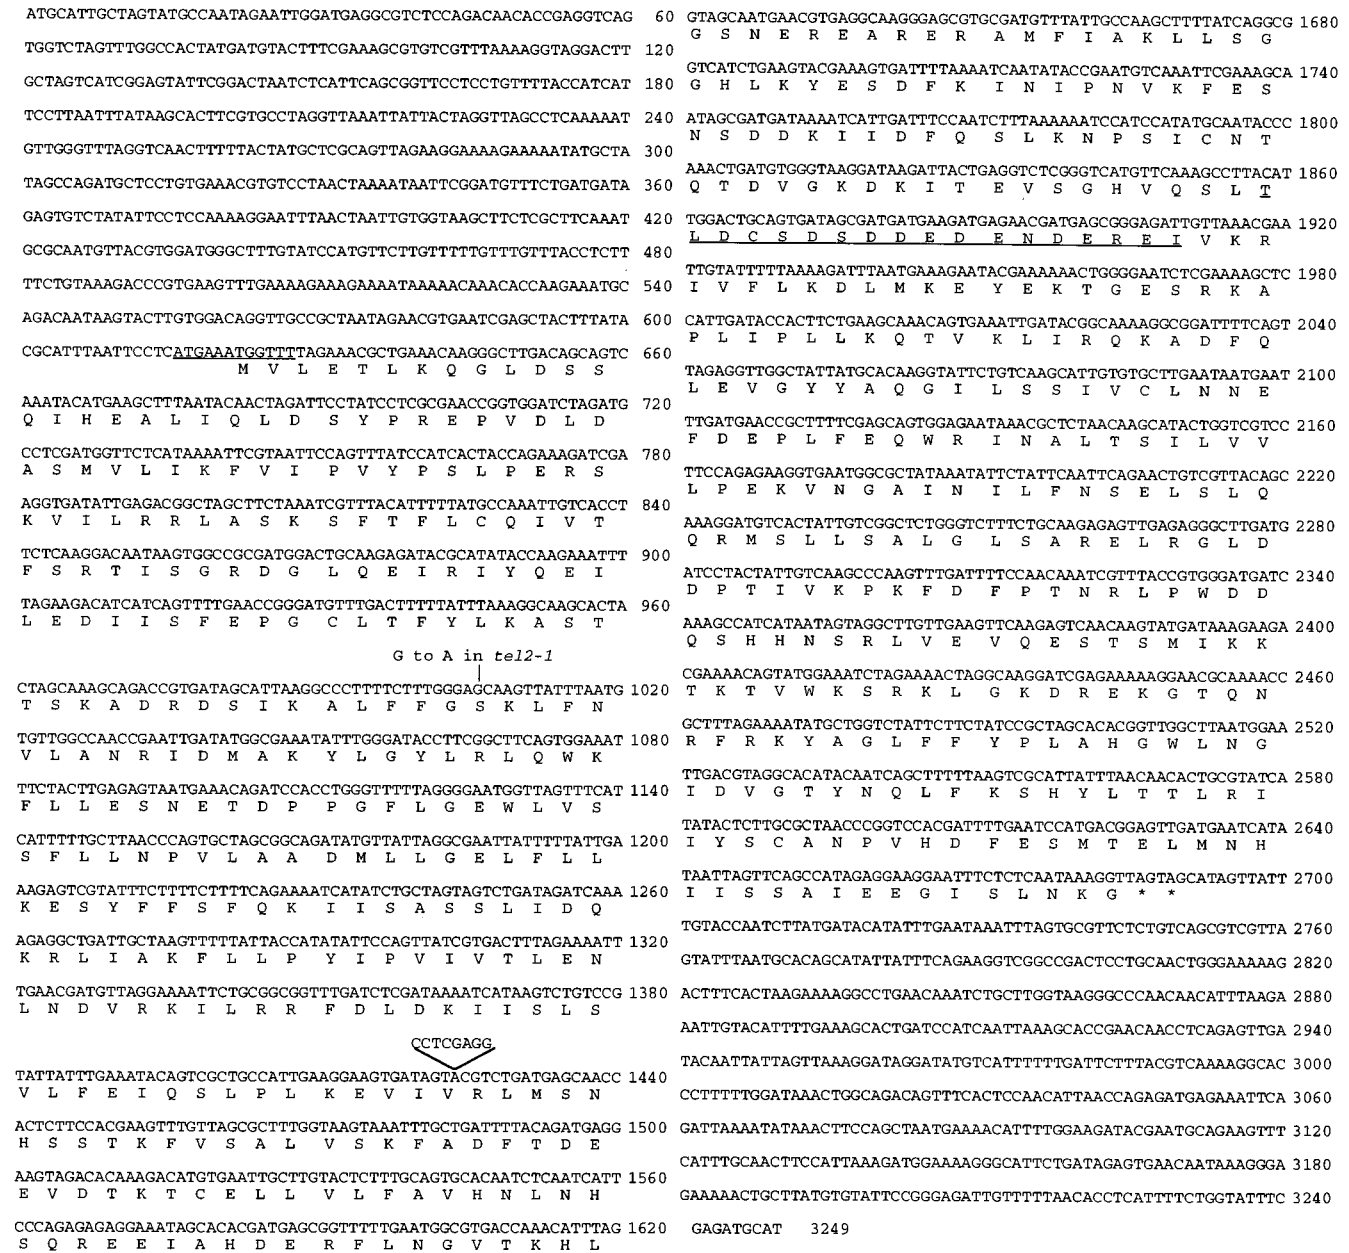 ATGCATTGCTAGTATGCCAATAGAATTGGATGAGGCGTCTCCAGACAACACCGAGGTCAG 60
TGGTCTAGTTTGGCCACTATGATGTACTTTCGAAAGCGTGTCGTTTAAAAGGTAGGACTT 120
GCTAGTCATCGGAGTATTCGGACTAATCTCATTCAGCGGTTCCTCCTGTTTTACCATCAT 180
TCCTTAATTTATAAGCACTTCGTGCCTAGGTTAAATTATTACTAGGTTAGCCTCAAAAAT 240
GTTGGGTTTAGGTCAACTTTTTACTATGCTCGCAGTTAGAAGGAAAAGAAAAATATGCTA 300
TAGCCAGATGCTCCTGTGAAACGTGTCCTAACTAAAATAATTCGGATGTTTCTGATGATA 360
GAGTGTCTATATTCCTCCAAAAGGAATTTAACTAATTGTGGTAAGCTTCTCGCTTCAAAT 420
GCGCAATGTTACGTGGATGGGCTTTGTATCCATGTTCTTGTTTTTGTTTGTTTACCTCTT 480
TTCTGTAAAGACCCGTGAAGTTTGAAAAGAAAGAAAATAAAAACAAACACCAAGAAATGC 540
AGACAATAAGTACTTGTGGACAGGTTGCCGCTAATAGAACGTGAATCGAGCTACTTTATA 600
CGCATTTAATTCCTCATGAAATGGTTTTAGAAACGCTGAAACAAGGGCTTGACAGCAGTC 660
M V L E T L K Q G L D S S
AAATACATGAAGCTTTAATACAACTAGATTCCTATCCTCGCGAACCGGTGGATCTAGATG 720
Q I H E A L I Q L D S Y P R E P V D L D
CCTCGATGGTTCTCATAAAATTCGTAATTCCAGTTTATCCATCACTACCAGAAAGATCGA 780
A S M V L I K F V I P V Y P S L P E R S
AGGTGATATTGAGACGGCTAGCTTCTAAATCGTTTACATTTTTATGCCAAATTGTCACCT 840
K V I L R R L A S K S F T F L C Q I V T
TCTCAAGGACAATAAGTGGCCGCGATGGACTGCAAGAGATACGCATATACCAAGAAATTT 900
F S R T I S G R D G L Q E I R I Y Q E I
TAGAAGACATCATCAGTTTTGAACCGGGATGTTTGACTTTTTATTTAAAGGCAAGCACTA 960
L E D I I S F E P G C L T F Y L K A S T
G to A in tel2-1
CTAGCAAAGCAGACCGTGATAGCATTAAGGCCCTTTTCTTTGGGAGCAAGTTATTTAATG 1020
T S K A D R D S I K A L F F G S K L F N
TGTTGGCCAACCGAATTGATATGGCGAAATATTTGGGATACCTTCGGCTTCAGTGGAAAT 1080
V L A N R I D M A K Y L G Y L R L Q W K
TTCTACTTGAGAGTAATGAAACAGATCCACCTGGGTTTTTAGGGGAATGGTTAGTTTCAT 1140
F L L E S N E T D P P G F L G E W L V S
CATTTTTGCTTAACCCAGTGCTAGCGGCAGATATGTTATTAGGCGAATTATTTTTATTGA 1200
S F L L N P V L A A D M L L G E L F L L
AAGAGTCGTATTTCTTTTCTTTTCAGAAAATCATATCTGCTAGTAGTCTGATAGATCAAA 1260
K E S Y F F S F Q K I I S A S S L I D Q
AGAGGCTGATTGCTAAGTTTTTATTACCATATATTCCAGTTATCGTGACTTTAGAAAATT 1320
K R L I A K F L L P Y I P V I V T L E N
TGAACGATGTTAGGAAAATTCTGCGGCGGTTTGATCTCGATAAAATCATAAGTCTGTCCG 1380
L N D V R K I L R R F D L D K I I S L S
CCTCGAGG
TATTATTTGAAATACAGTCGCTGCCATTGAAGGAAGTGATAGTACGTCTGATGAGCAACC 1440
V L F E I Q S L P L K E V I V R L M S N
ACTCTTCCACGAAGTTTGTTAGCGCTTTGGTAAGTAAATTTGCTGATTTTACAGATGAGG 1500
H S S T K F V S A L V S K F A D F T D E
AAGTAGACACAAAGACATGTGAATTGCTTGTACTCTTTGCAGTGCACAATCTCAATCATT 1560
E V D T K T C E L L V L F A V H N L N H
CCCAGAGAGAGGAAATAGCACACGATGAGCGGTTTTTGAATGGCGTGACCAAACATTTAG 1620
S Q R E E I A H D E R F L N G V T K H L
GTAGCAATGAACGTGAGGCAAGGGAGCGTGCGATGTTTATTGCCAAGCTTTTATCAGGCG 1680
G S N E R E A R E R A M F I A K L L S G
GTCATCTGAAGTACGAAAGTGATTTTAAAATCAATATACCGAATGTCAAATTCGAAAGCA 1740
G H L K Y E S D F K I N I P N V K F E S
ATAGCGATGATAAAATCATTGATTTCCAATCTTTAAAAAATCCATCCATATGCAATACCC 1800
N S D D K I I D F Q S L K N P S I C N T
AAACTGATGTGGGTAAGGATAAGATTACTGAGGTCTCGGGTCATGTTCAAAGCCTTACAT 1860
Q T D V G K D K I T E V S G H V Q S L T
TGGACTGCAGTGATAGCGATGATGAAGATGAGAACGATGAGCGGGAGATTGTTAAACGAA 1920
L D C S D S D D E D E N D E R E I V K R
TTGTATTTTTAAAAGATTTAATGAAAGAATACGAAAAAACTGGGGAATCTCGAAAAGCTC 1980
I V F L K D L M K E Y E K T G E S R K A
CATTGATACCACTTCTGAAGCAAACAGTGAAATTGATACGGCAAAAGGCGGATTTTCAGT 2040
P L I P L L K Q T V K L I R Q K A D F Q
TAGAGGTTGGCTATTATGCACAAGGTATTCTGTCAAGCATTGTGTGCTTGAATAATGAAT 2100
L E V G Y Y A Q G I L S S I V C L N N E
TTGATGAACCGCTTTTCGAGCAGTGGAGAATAAACGCTCTAACAAGCATACTGGTCGTCC 2160
F D E P L F E Q W R I N A L T S I L V V
TTCCAGAGAAGGTGAATGGCGCTATAAATATTCTATTCAATTCAGAACTGTCGTTACAGC 2220
L P E K V N G A I N I L F N S E L S L Q
AAAGGATGTCACTATTGTCGGCTCTGGGTCTTTCTGCAAGAGAGTTGAGAGGGCTTGATG 2280
Q R M S L L S A L G L S A R E L R G L D
ATCCTACTATTGTCAAGCCCAAGTTTGATTTTCCAACAAATCGTTTACCGTGGGATGATC 2340
D P T I V K P K F D F P T N R L P W D D
AAAGCCATCATAATAGTAGGCTTGTTGAAGTTCAAGAGTCAACAAGTATGATAAAGAAGA 2400
Q S H H N S R L V E V Q E S T S M I K K
CGAAAACAGTATGGAAATCTAGAAAACTAGGCAAGGATCGAGAGAAAAAGGAACGCAAAACC 2460
T K T V W K S R K L G K D R E K G T Q N
GCTTTAGAAAATATGCTGGTCTATTCTTCTATCCGCTAGCACACGGTTGGCTTAATGGAA 2520
R F R K Y A G L F F Y P L A H G W L N G
TTGACGTAGGCACATACAATCAGCTTTTTAAGTCGCATTATTTAACAACACTGCGTATCA 2580
I D V G T Y N Q L F K S H Y L T T L R I
TATACTCTTGCGCTAACCCGGTCCACGATTTTGAATCCATGACGGAGTTGATGAATCATA 2640
I Y S C A N P V H D F E S M T E L M N H
TAATTAGTTCAGCCATAGAGGAAGGAATTTCTCTCAATAAAGGTTAGTAGCATAGTTATT 2700
I I S S A I E E G I S L N K G * *
TGTACCAATCTTATGATACATATTTGAATAAATTTAGTGCGTTCTCTGTCAGCGTCGTTA 2760
GTATTTAATGCACAGCATATTATTTCAGAAGGTCGGCCGACTCCTGCAACTGGGAAAAAG 2820
ACTTTCACTAAGAAAAGGCCTGAACAAATCTGCTTGGTAAGGGCCCAACAACATTTAAGA 2880
AATTGTACATTTTGAAAGCACTGATCCATCAATTAAAGCACCGAACAACCTCAGAGTTGA 2940
TACAATTATTAGTTAAAGGATAGGATATGTCATTTTTTGATTCTTTACGTCAAAAGGCAC 3000
CCTTTTTGGATAAACTGGCAGACAGTTTCACTCCAACATTAACCAGAGATGAGAAATTCA 3060
GATTAAAATATAAACTTCCAGCTAATGAAAACATTTTGGAAGATACGAATGCAGAAGTTT 3120
CATTTGCAACTTCCATTAAAGATGGAAAAGGGCATTCTGATAGAGTGAACAATAAAGGGA 3180
GAAAAACTGCTTATGTGTATTCCGGGAGATTGTTTTTAACACCTCATTTTCTGGTATTTC 3240
GAGATGCAT 3249